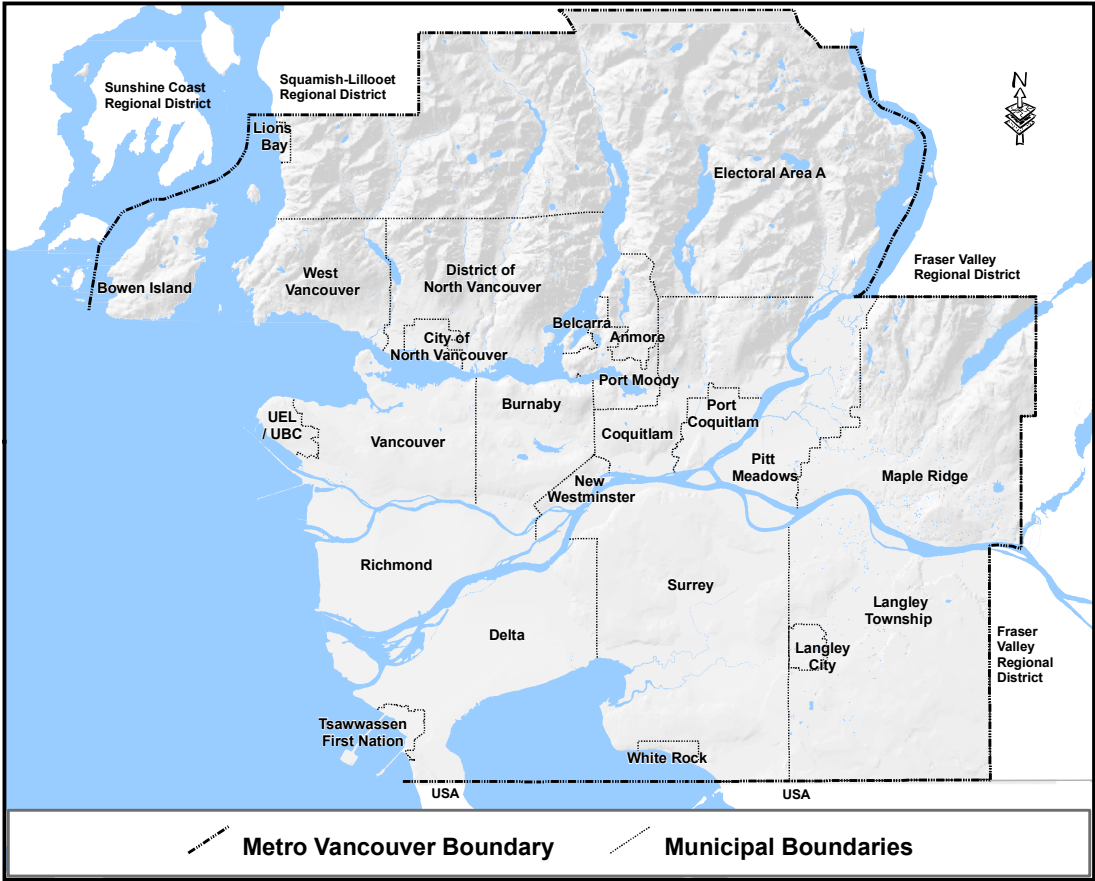 N
Sunshine Coast
Regional District
Squamish-Lillooet
Regional District
Lions
Bay
Electoral Area A
Fraser Valley
Regional District
Bowen Island
West
Vancouver
District of
North Vancouver
Belcarra
Anmore
City of
North Vancouver
Port Moody
Burnaby
Port
Coquitlam
UEL
/ UBC
Vancouver
Coquitlam
Pitt
Meadows
Maple Ridge
New
Westminster
Richmond
Surrey
Langley
Township
Delta
Langley
City
Fraser
Valley
Regional
District
Tsawwassen
First Nation
White Rock
USA
USA
Metro Vancouver Boundary
Municipal Boundaries